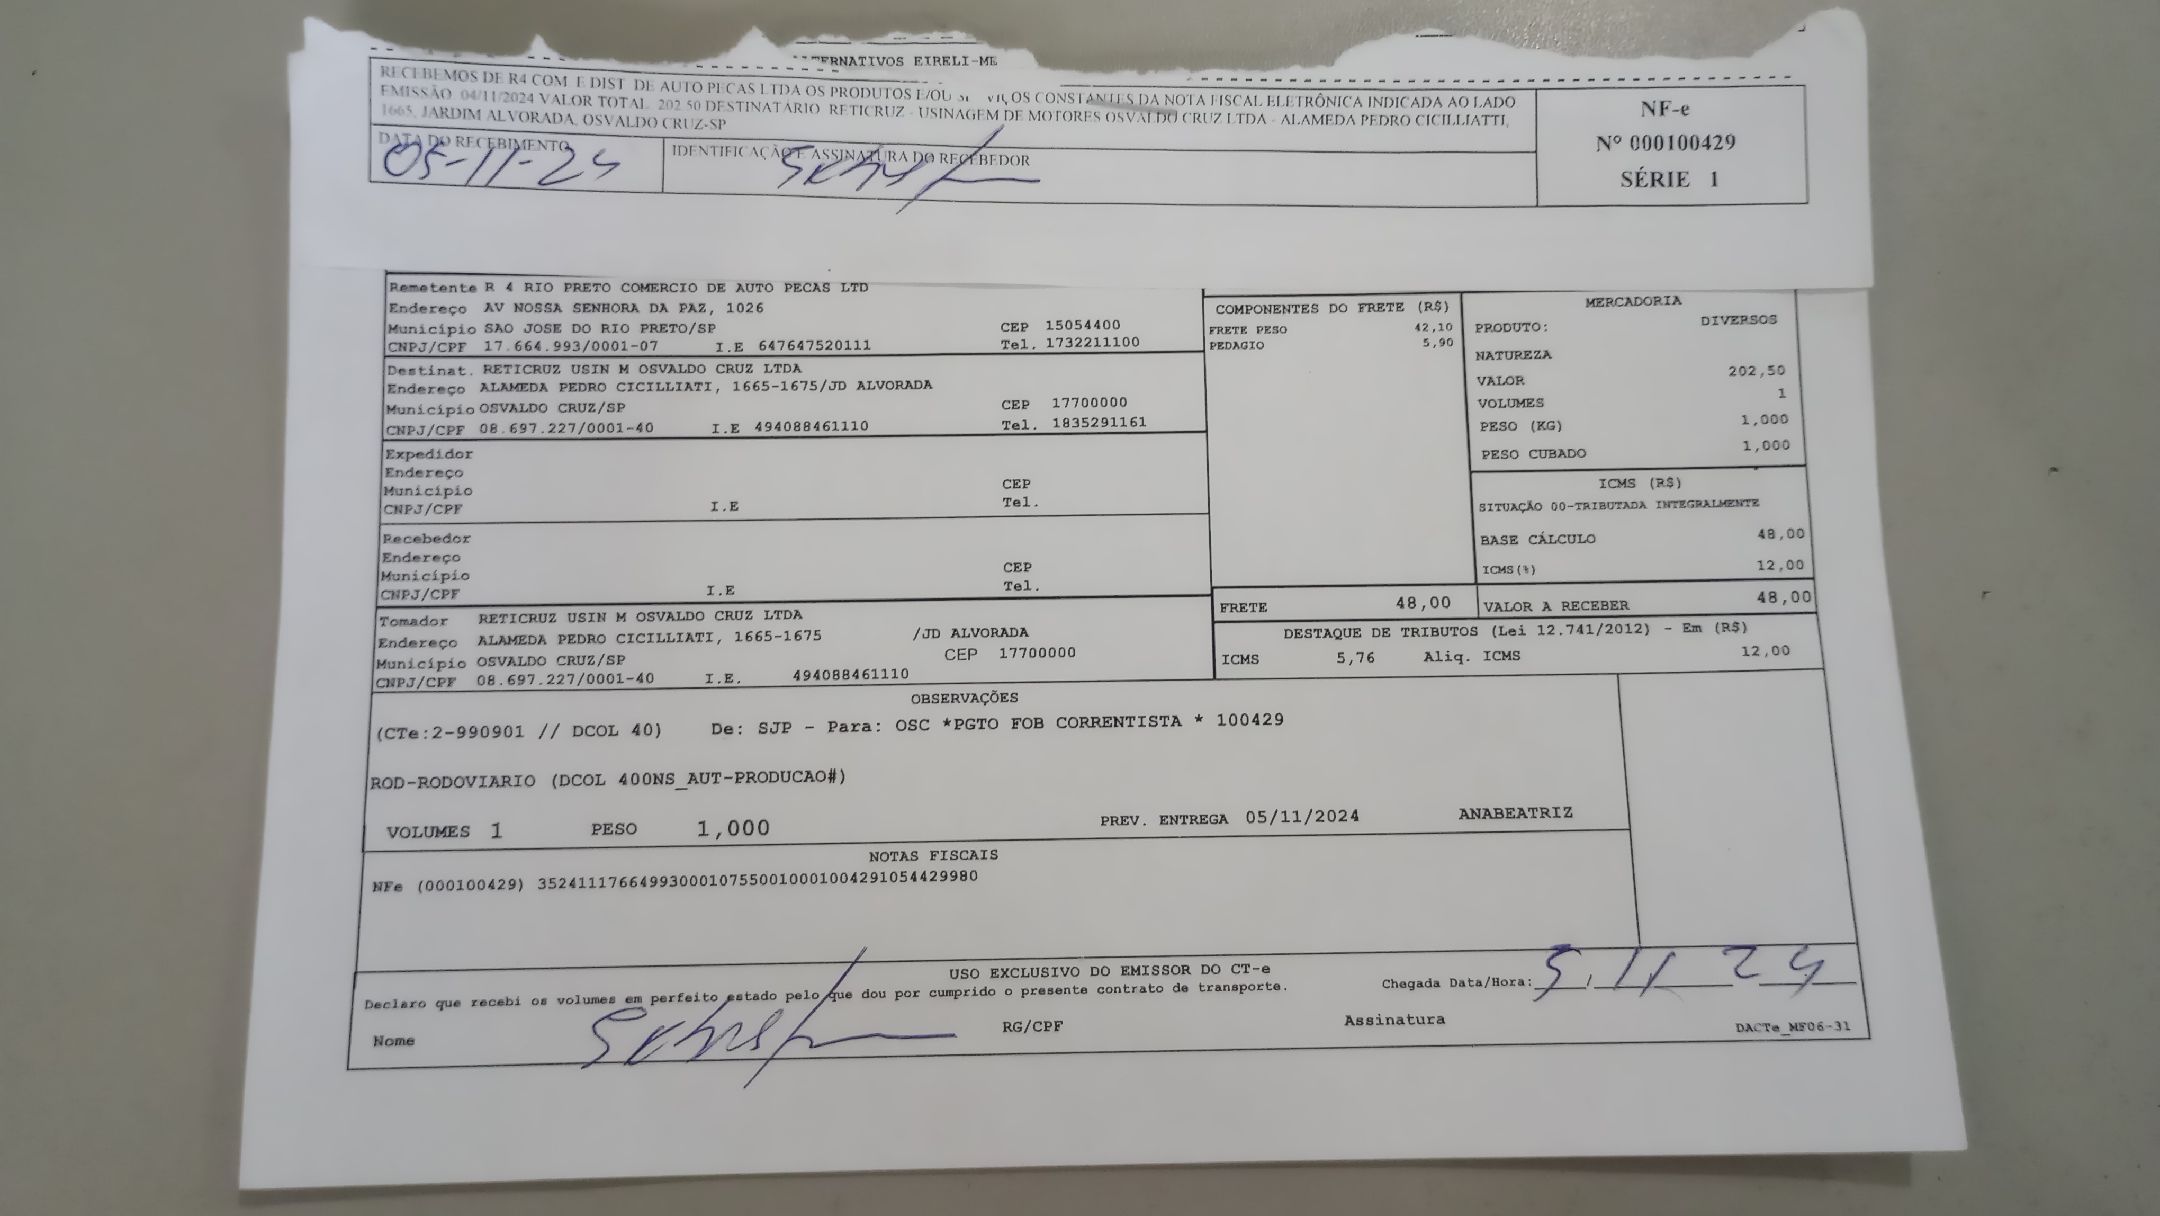 ERNATIVOS EIRELI-ME
RECEBEMOS DE R4 COM E DIST DE AUTO PECAS LTDA OS PRODUTOS E/OU OS CONSTANTES DA NOTA FISCAL ELETRÔNICA INDICADA AO LADO
EMISSÃO 04/11/2024 VALOR TOTAL 202.50 DESTINATÁRIO RETICRUZ - USINAGEM DE MOTORES OSVALDO CRUZ LTDA - ALAMEDA PEDRO CICILLIATTI,
1665, JARDIM ALVORADA, OSVALDO CRUZ-SP
NF-e
Nº 000100429
SÉRIE 1
DATA DO RECEBIMENTO
05-11-24
IDENTIFICAÇÃO E ASSINATURA DO RECEBEDOR
Remetente R 4 RIO PRETO COMERCIO DE AUTO PECAS LTD
Endereço AV NOSSA SENHORA DA PAZ, 1026
Município SAO JOSE DO RIO PRETO/SP CEP 15054400
CNPJ/CPF 17.664.993/0001-07 I.E 647647520111 Tel. 1732211100
Destinat. RETICRUZ USIN M OSVALDO CRUZ LTDA
Endereço ALAMEDA PEDRO CICILLIATI, 1665-1675/JD ALVORADA
Município OSVALDO CRUZ/SP CEP 17700000
CNPJ/CPF 08.697.227/0001-40 I.E 494088461110 Tel. 1835291161
Expedidor
Endereço
Município CEP
CNPJ/CPF I.E Tel.
Recebedor
Endereço
Município CEP
CNPJ/CPF I.E Tel.
Tomador RETICRUZ USIN M OSVALDO CRUZ LTDA
Endereço ALAMEDA PEDRO CICILLIATI, 1665-1675 /JD ALVORADA
Município OSVALDO CRUZ/SP CEP 17700000
CNPJ/CPF 08.697.227/0001-40 I.E. 494088461110
COMPONENTES DO FRETE (R$)
FRETE PESO 42,10
PEDAGIO 5,90
MERCADORIA
PRODUTO: DIVERSOS
NATUREZA
VALOR 202,50
VOLUMES 1
PESO (KG) 1,000
PESO CUBADO 1,000
ICMS (R$)
SITUAÇÃO 00-TRIBUTADA INTEGRALMENTE
BASE CÁLCULO 48,00
ICMS(%) 12,00
FRETE 48,00 VALOR A RECEBER 48,00
DESTAQUE DE TRIBUTOS (Lei 12.741/2012) - Em (R$)
ICMS 5,76 Aliq. ICMS 12,00
OBSERVAÇÕES
(CTe:2-990901 // DCOL 40) De: SJP - Para: OSC *PGTO FOB CORRENTISTA * 100429
ROD-RODOVIARIO (DCOL 400NS_AUT-PRODUCAO#)
VOLUMES 1 PESO 1,000 PREV. ENTREGA 05/11/2024 ANABEATRIZ
NOTAS FISCAIS
NFe (000100429) 35241117664993000107550010001004291054429980
USO EXCLUSIVO DO EMISSOR DO CT-e
Declaro que recebi os volumes em perfeito estado pelo que dou por cumprido o presente contrato de transporte. Chegada Data/Hora: 5/11 24
Nome RG/CPF Assinatura DACTe_MF06-31